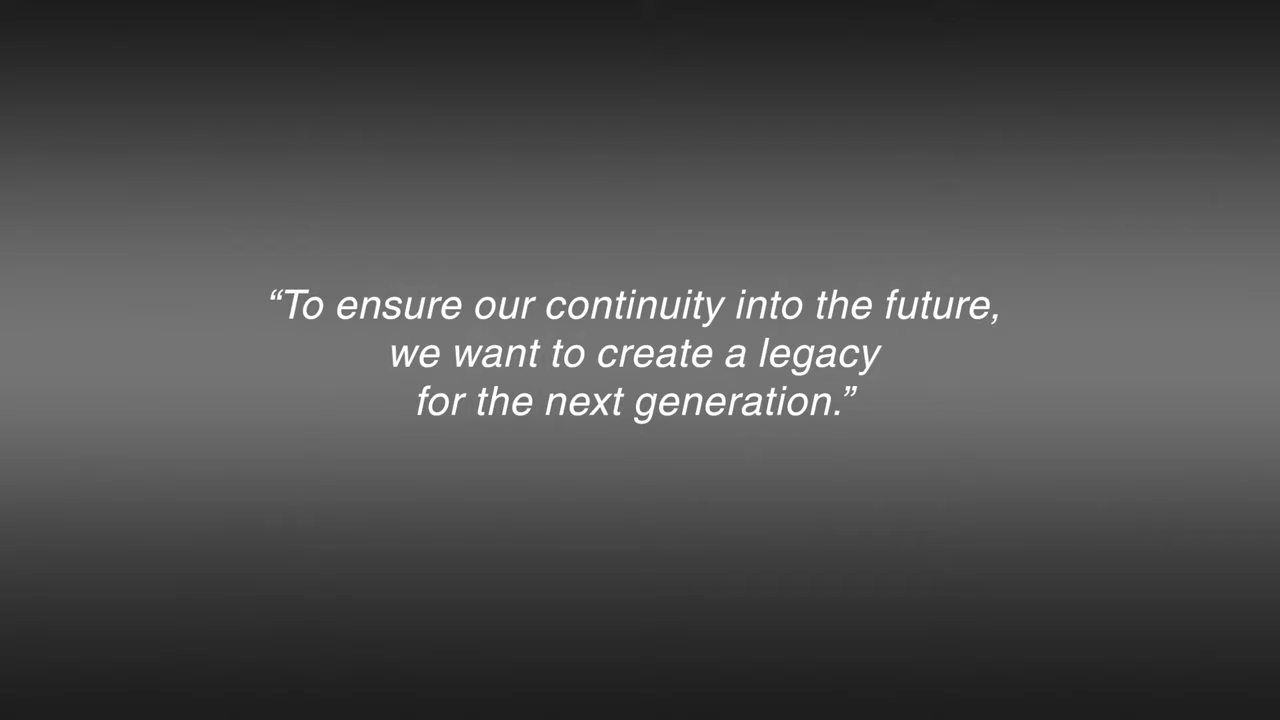 “To ensure our continuity into the future,
we want to create a legacy
for the next generation.”